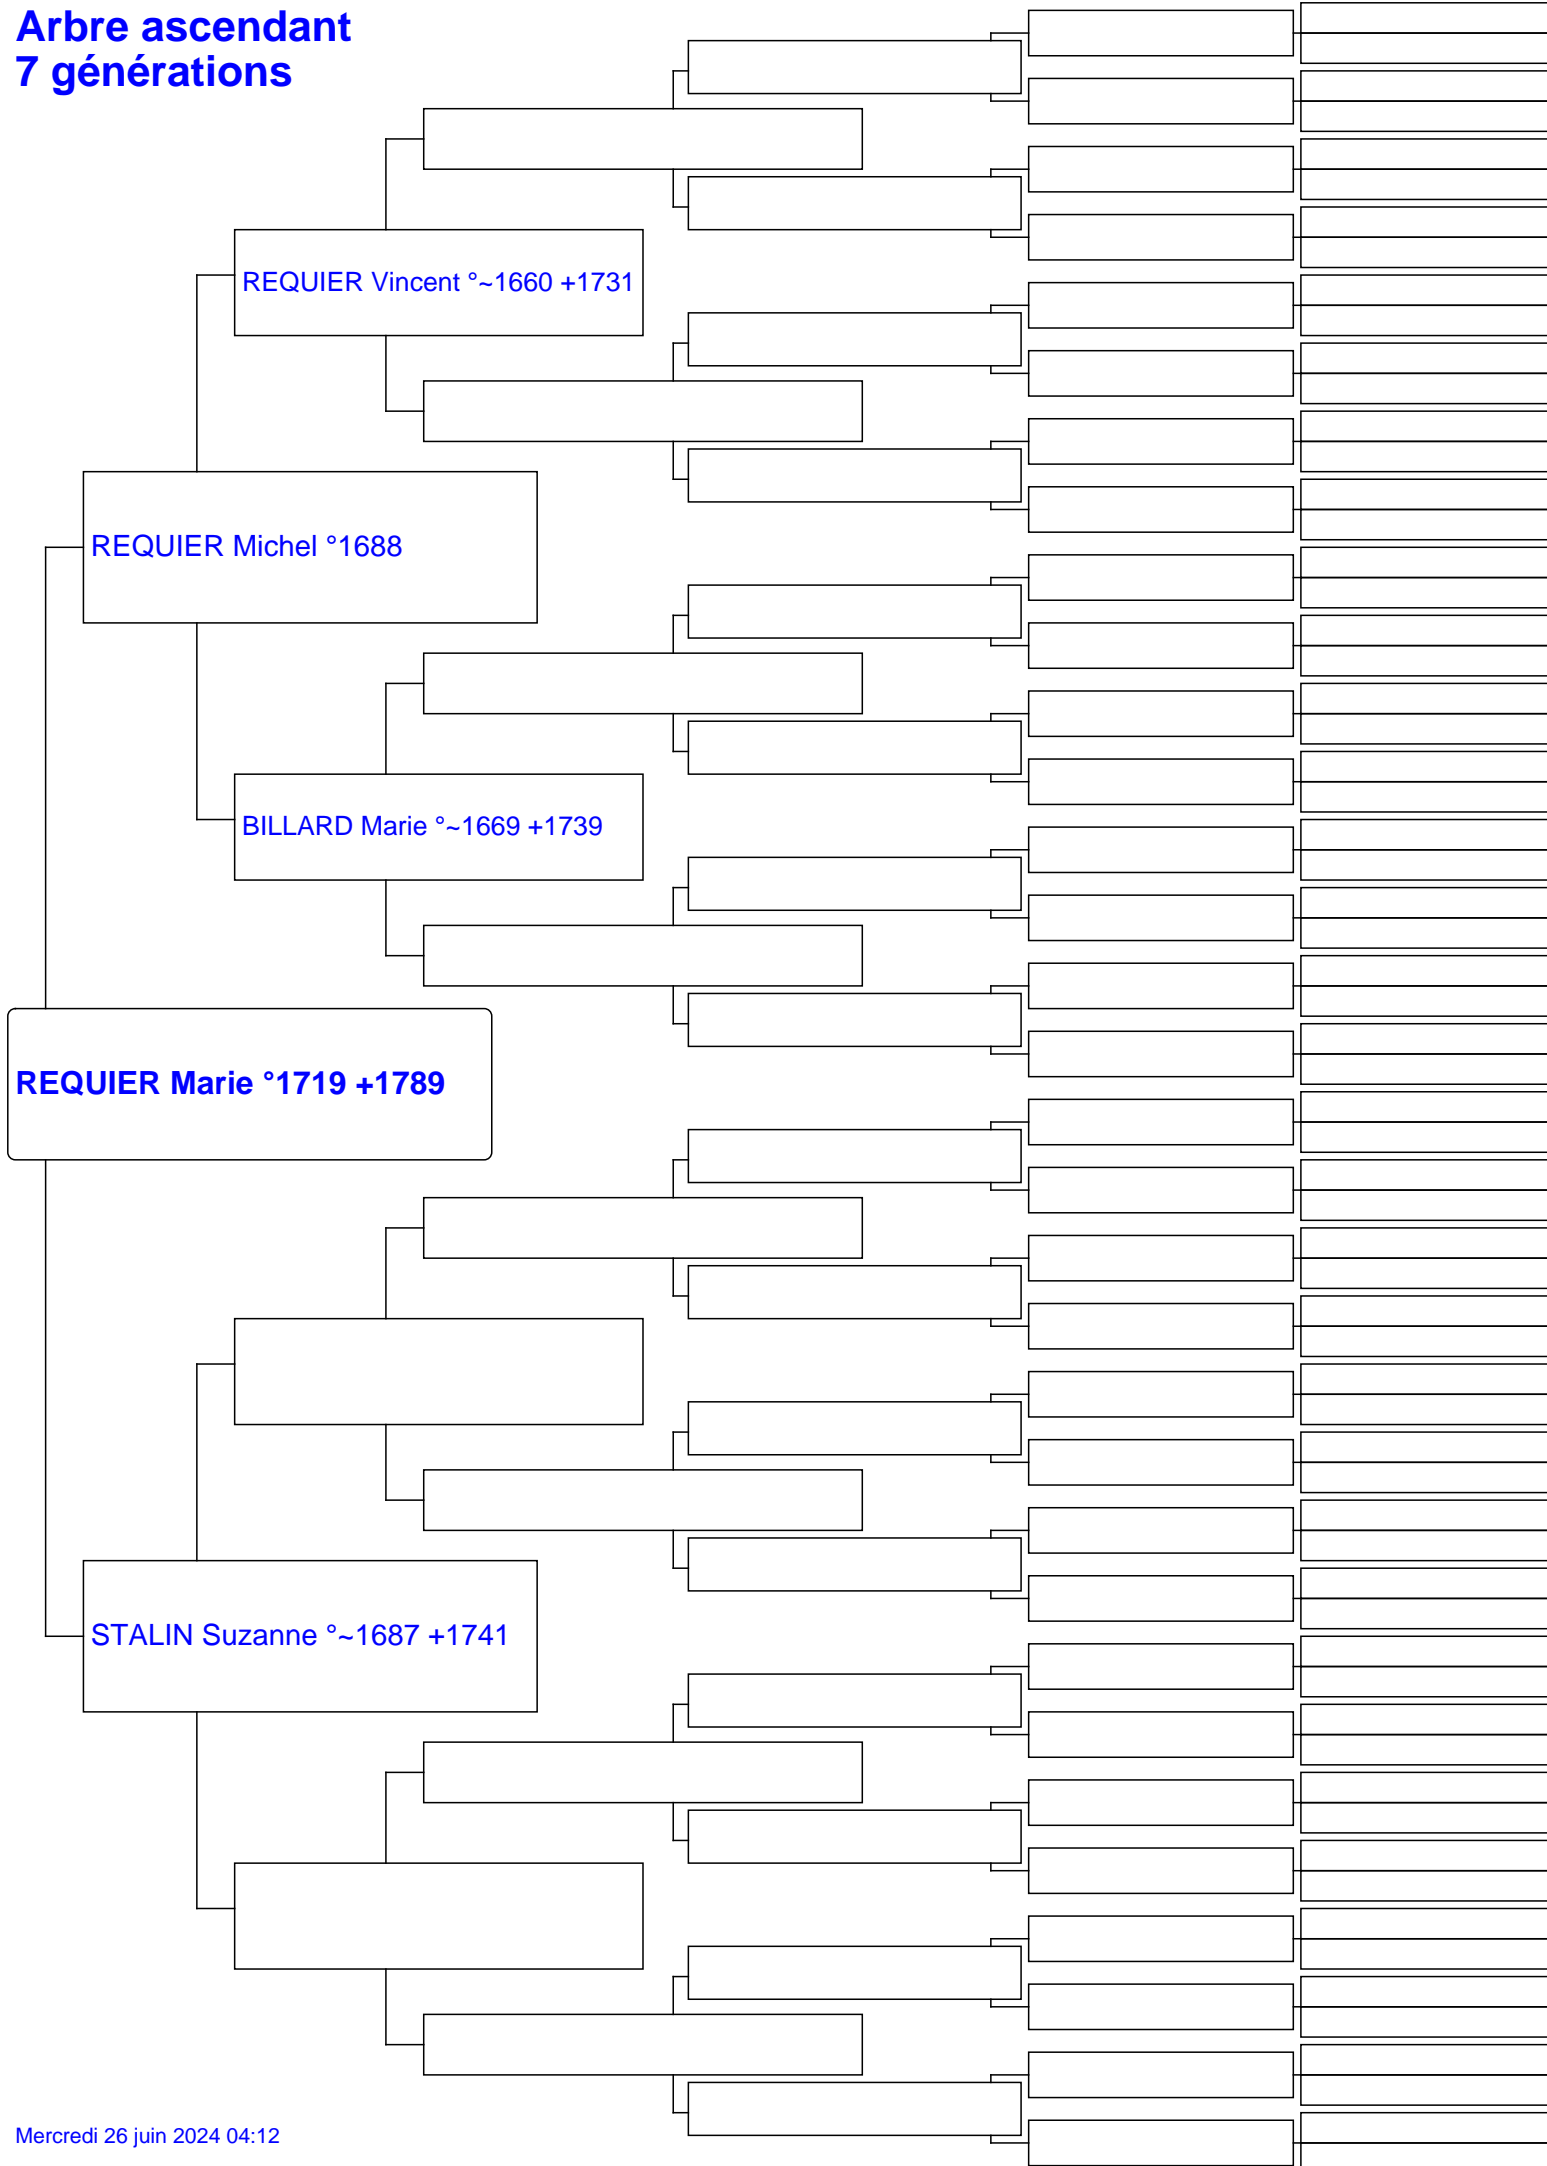 Arbre ascendant
7 générations
REQUIER Vincent °~1660 +1731
REQUIER Michel °1688
BILLARD Marie °~1669 +1739
REQUIER Marie °1719 +1789
STALIN Suzanne °~1687 +1741
Mercredi 26 juin 2024 04:12